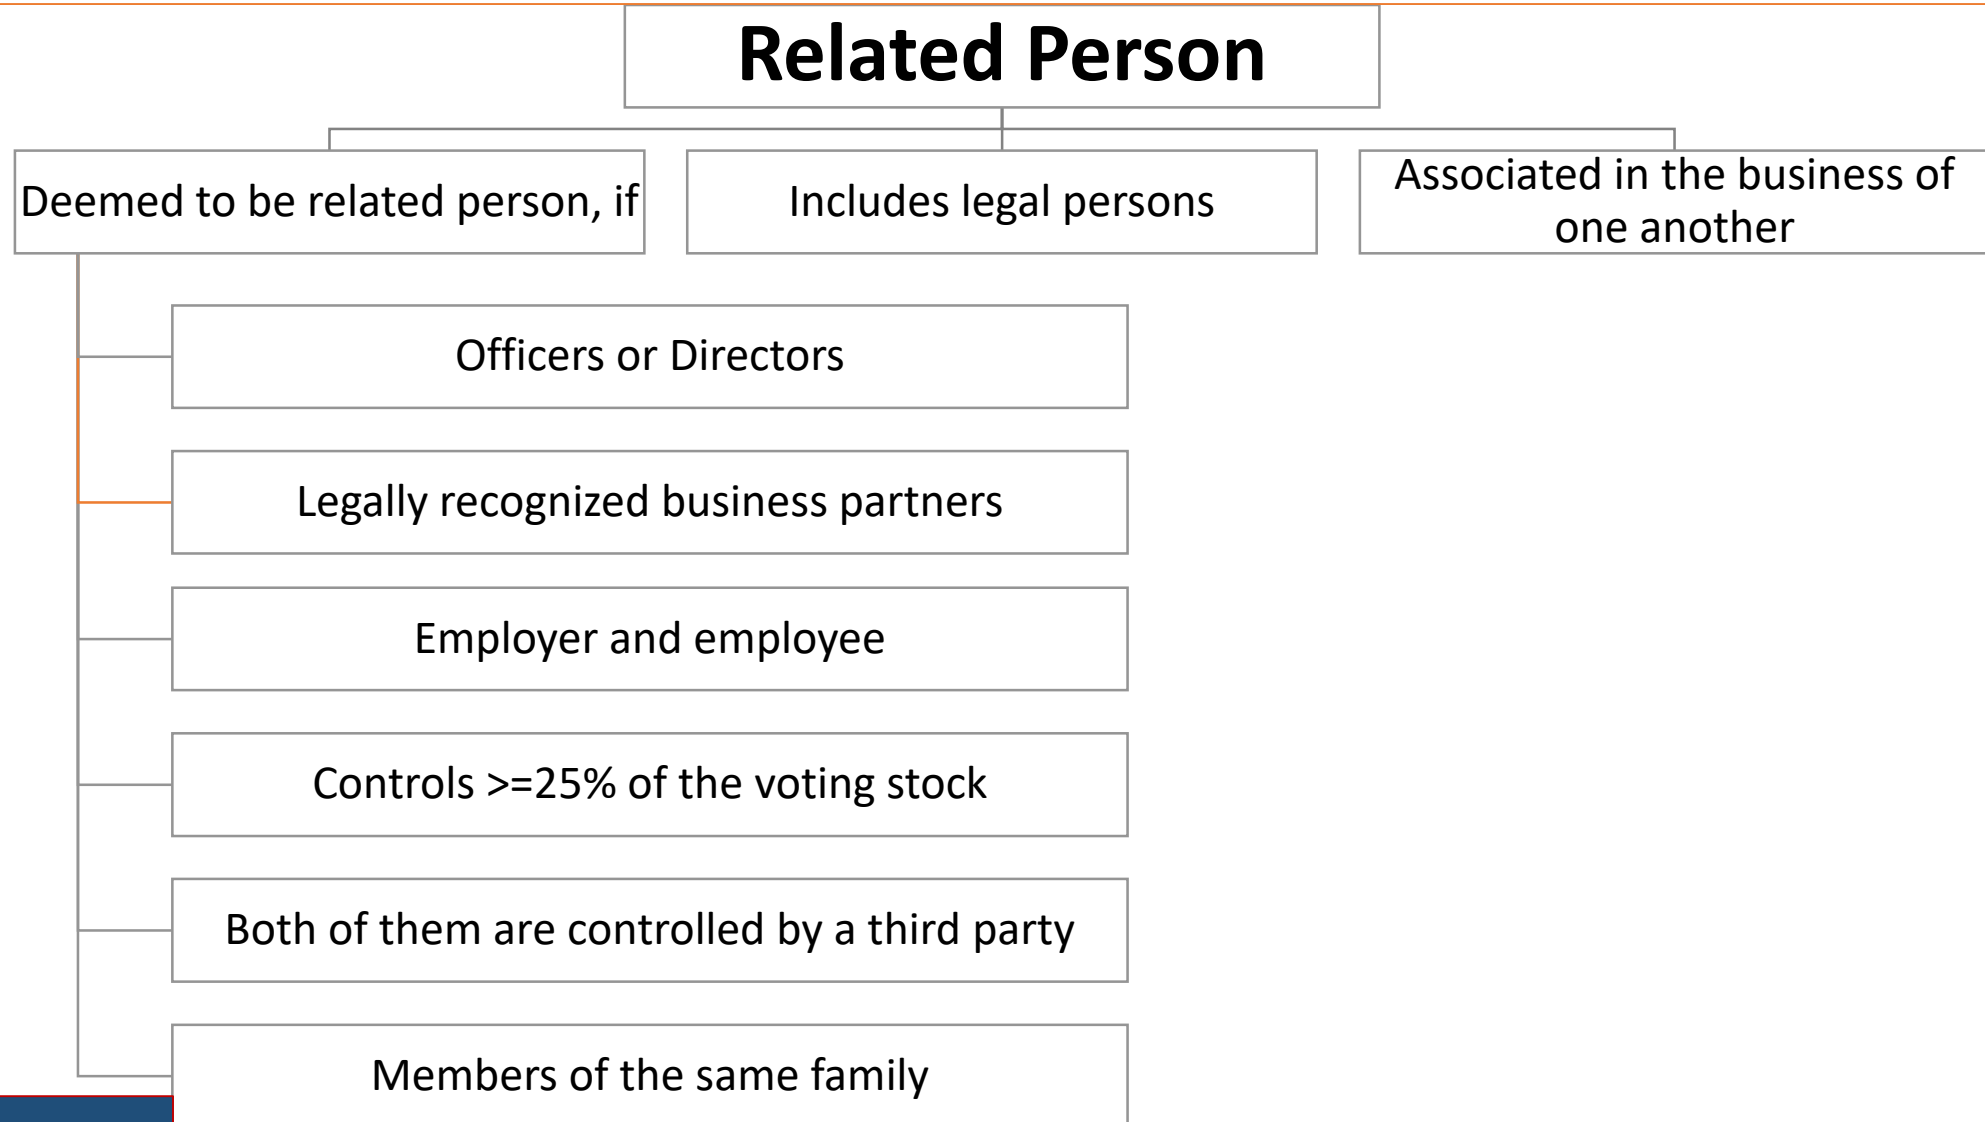 Related Person
Deemed to be related person, if
Includes legal persons
Associated in the business of
one another
Officers or Directors
Legally recognized business partners
Employer and employee
Controls >=25% of the voting stock
Both of them are controlled by a third party
Members of the same family